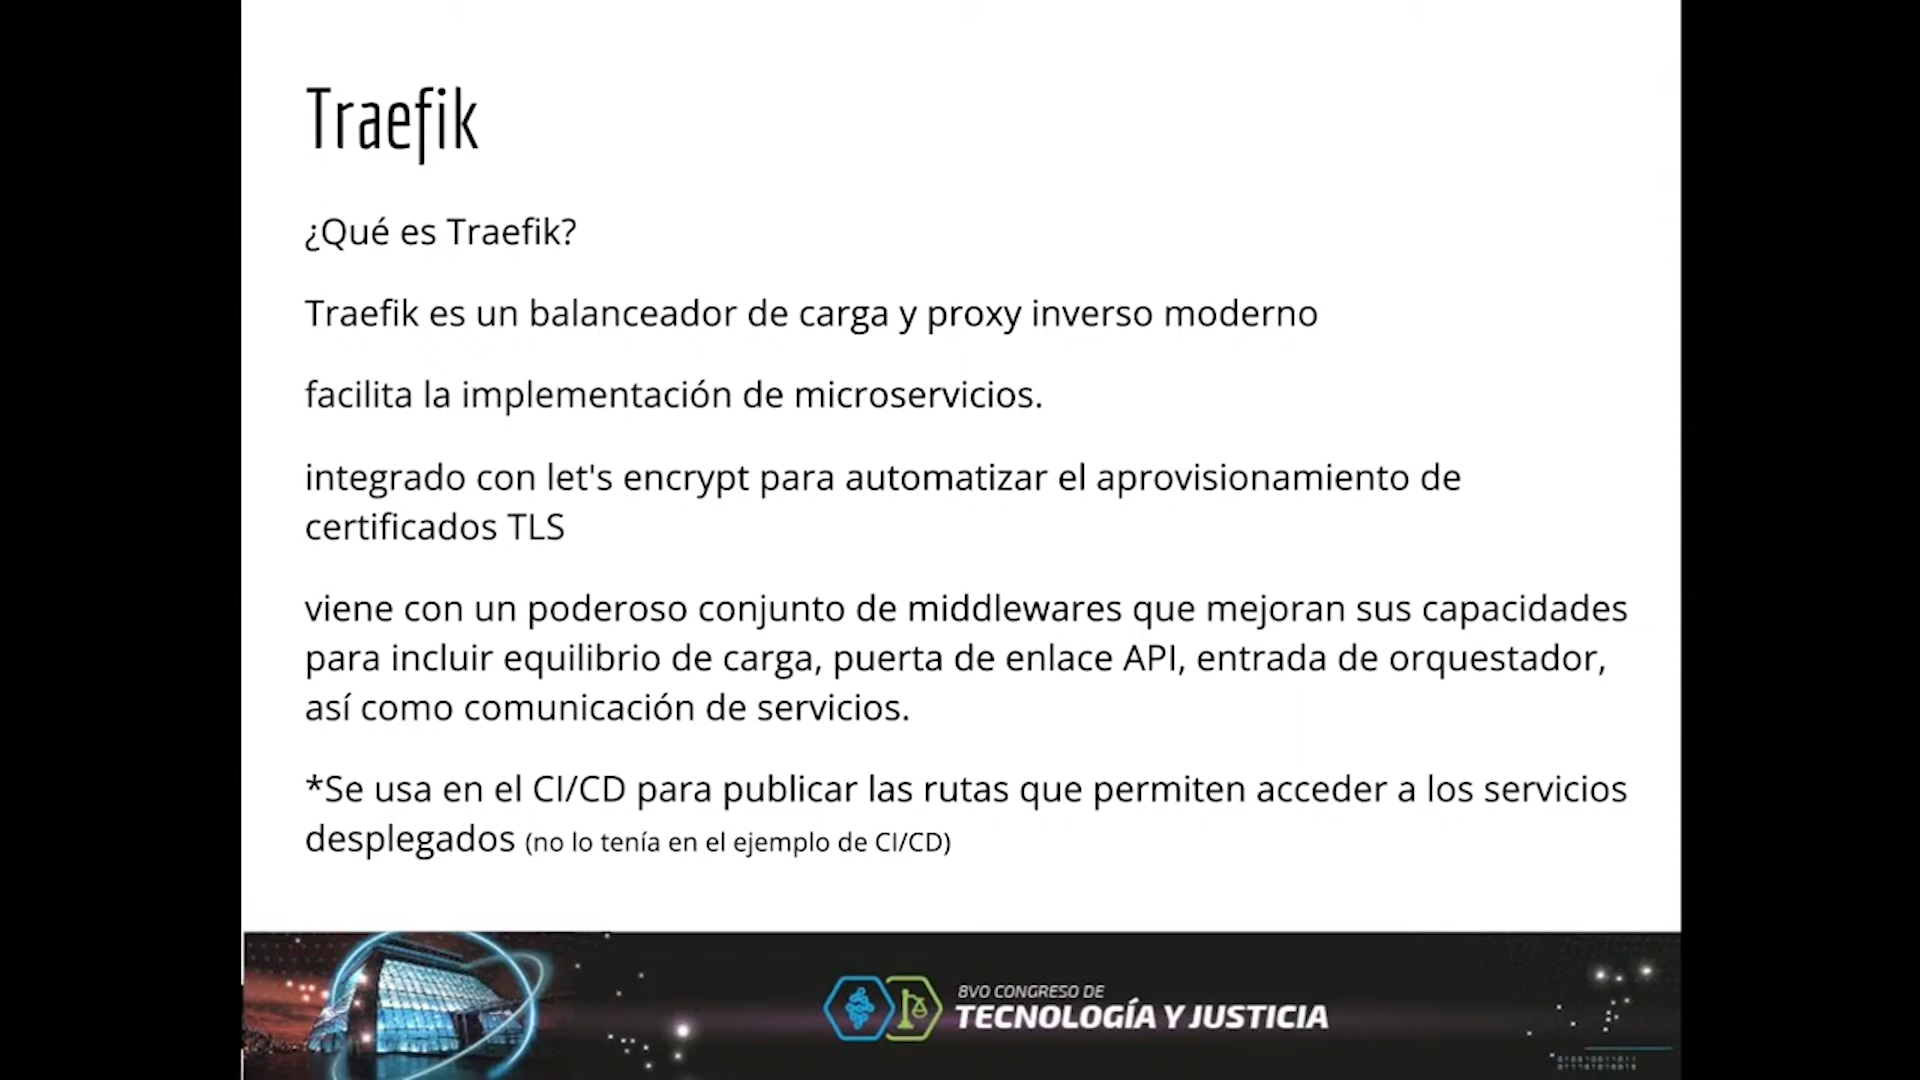 Traefik
¿Qué es Traefik?
Traefik es un balanceador de carga y proxy inverso moderno
facilita la implementación de microservicios.
integrado con let's encrypt para automatizar el aprovisionamiento de
certificados TLS
viene con un poderoso conjunto de middlewares que mejoran sus capacidades
para incluir equilibrio de carga, puerta de enlace API, entrada de orquestador,
así como comunicación de servicios.
*Se usa en el CI/CD para publicar las rutas que permiten acceder a los servicios
desplegados (no lo tenía en el ejemplo de CI/CD)
8VO CONGRESO DE
TECNOLOGÍA Y JUSTICIA